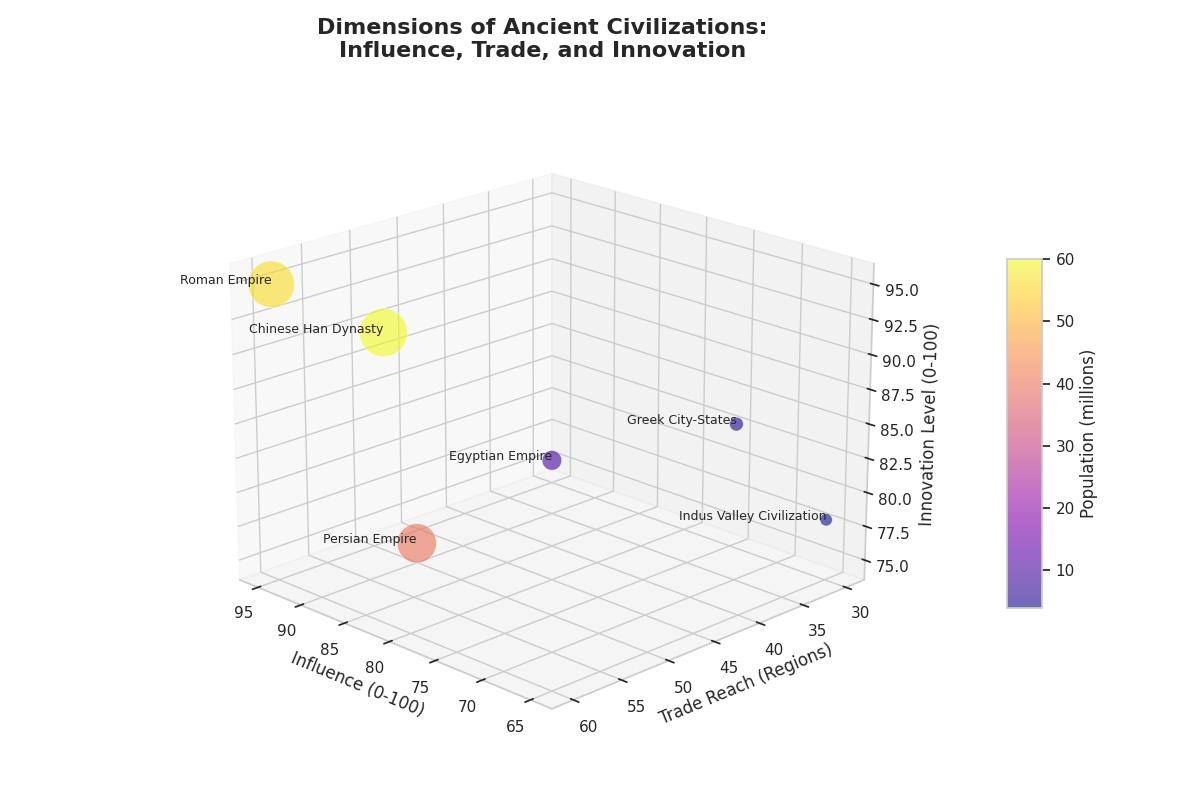 Dimensions of Ancient Civilizations:
Influence, Trade, and Innovation
Roman Empire
Chinese Han Dynasty
Greek City-States
Egyptian Empire
Indus Valley Civilization
Persian Empire
95
90
85
80
75
70
65
Influence (0-100)
60
55
50
45
40
35
30
Trade Reach (Regions)
95.0
92.5
90.0
87.5
85.0
82.5
80.0
77.5
75.0
Innovation Level (0-100)
60
50
40
30
20
10
Population (millions)